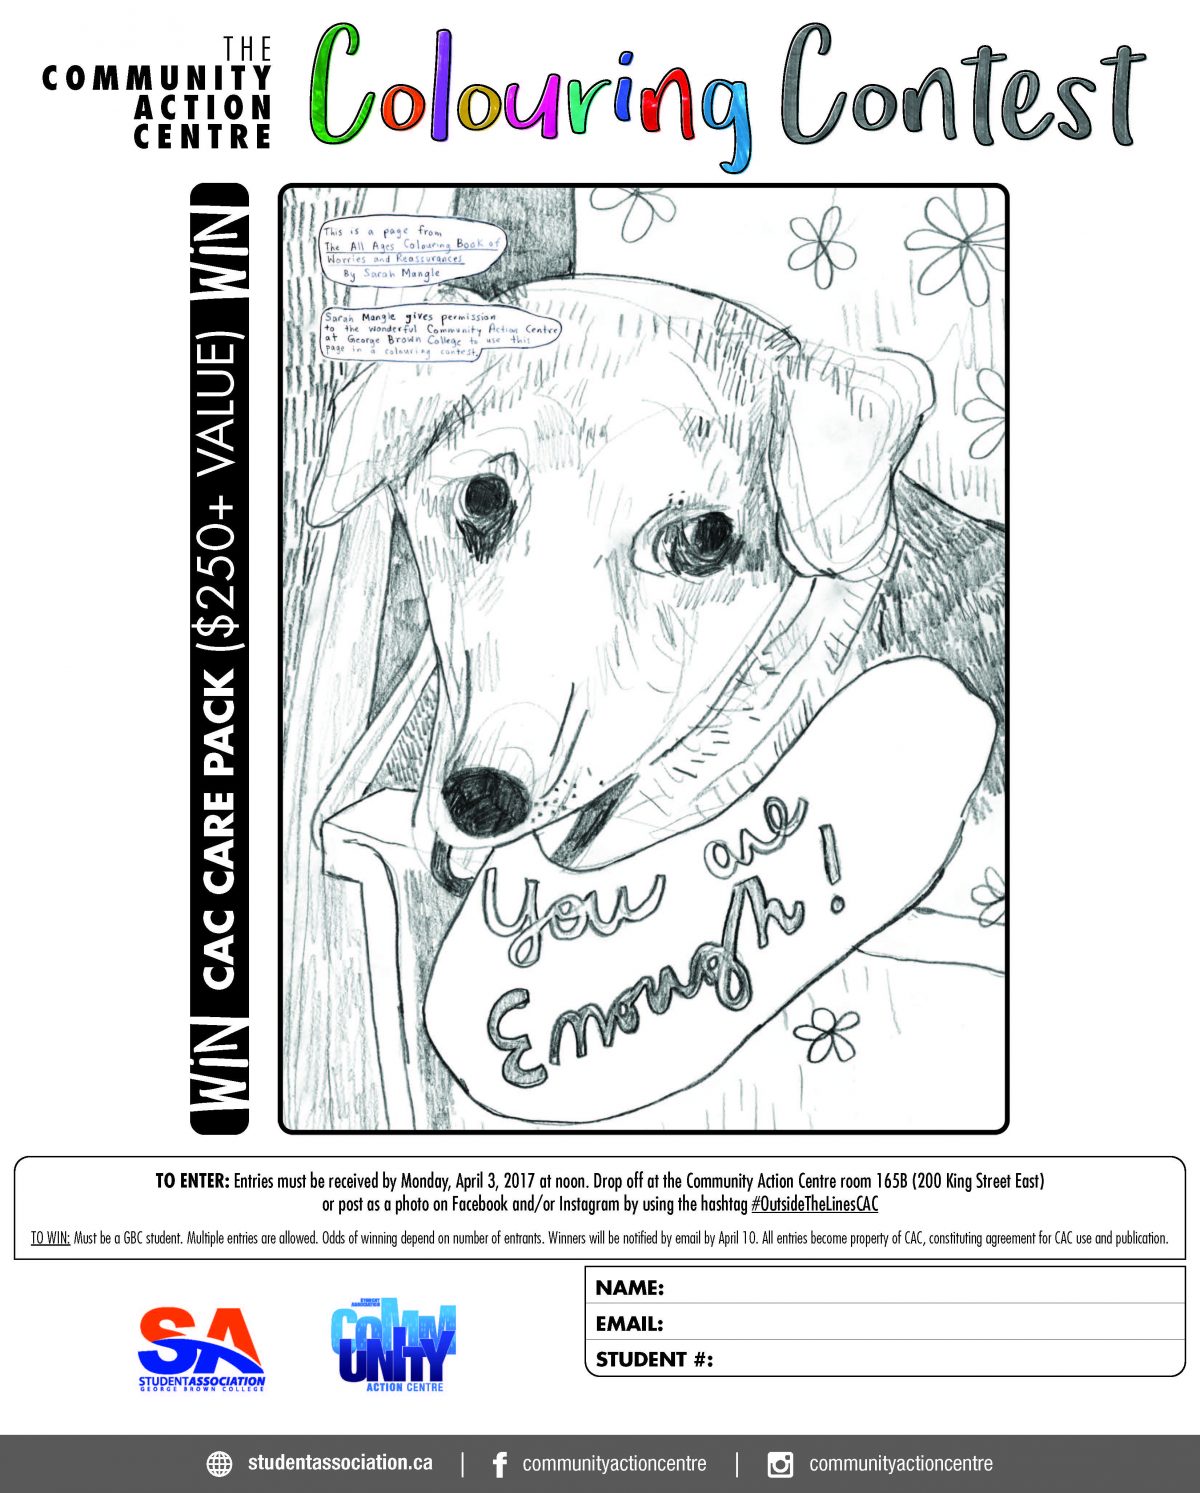 THE
COMMUNITY
ACTION
CENTRE
Colouring Contest
WiN CAC CARE PACK ($250+ VALUE) WiN
This is a page from
The All Ages Colouring Book of
Worries and Reassurances
By Sarah Mangle
Sarah Mangle gives permission
to the wonderful Community Action Centre
at George Brown College to use this
page in a colouring contest.
You are
Enough!
TO ENTER: Entries must be received by Monday, April 3, 2017 at noon. Drop off at the Community Action Centre room 165B (200 King Street East)
or post as a photo on Facebook and/or Instagram by using the hashtag #OutsideTheLinesCAC
TO WIN: Must be a GBC student. Multiple entries are allowed. Odds of winning depend on number of entrants. Winners will be notified by email by April 10. All entries become property of CAC, constituting agreement for CAC use and publication.
NAME:
EMAIL:
STUDENT #:
SA
STUDENTASSOCIATION
GEORGE BROWN COLLEGE
STUDENT
ASSOCIATION
COMM
UNITY
ACTION CENTRE
studentassociation.ca | communityactioncentre | communityactioncentre